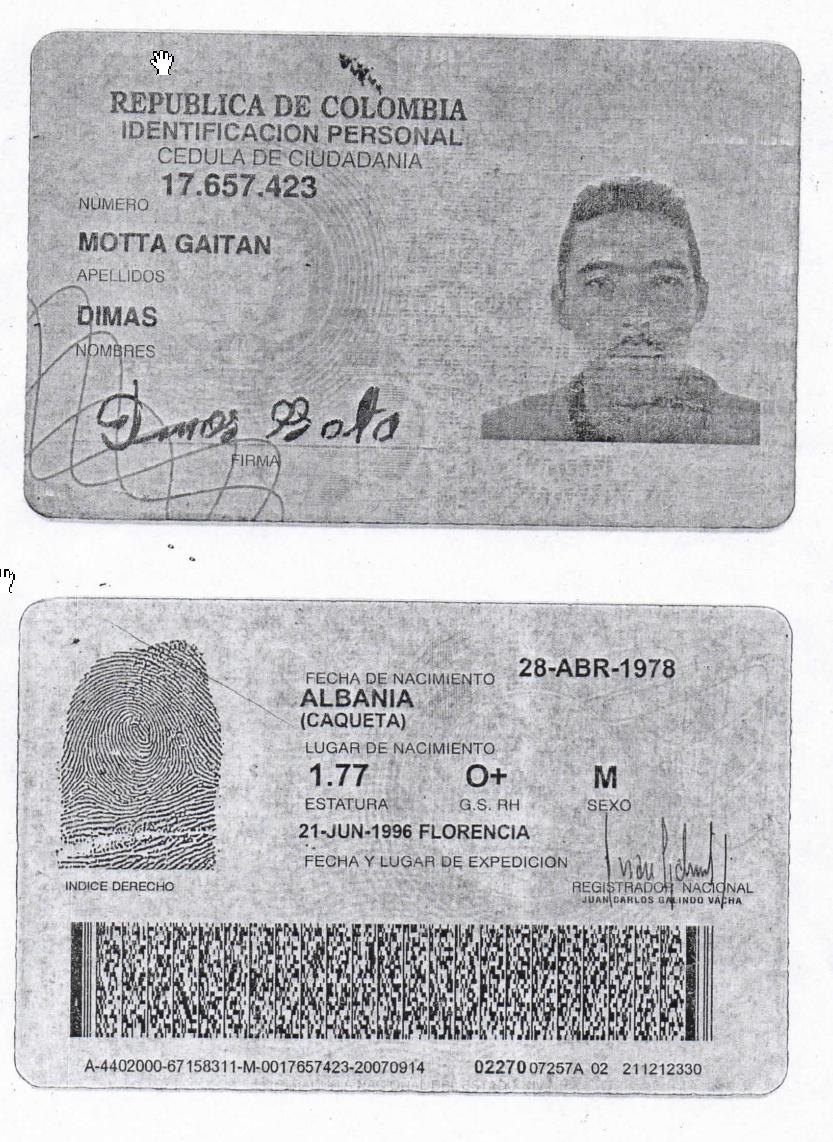 REPUBLICA DE COLOMBIA
IDENTIFICACION PERSONAL
CEDULA DE CIUDADANIA
17.657.423
NUMERO
MOTTA GAITAN
APELLIDOS
DIMAS
NOMBRES
FIRMA
FECHA DE NACIMIENTO 28-ABR-1978
ALBANIA
(CAQUETA)
LUGAR DE NACIMIENTO
1.77 O+ M
ESTATURA G.S. RH SEXO
21-JUN-1996 FLORENCIA
FECHA Y LUGAR DE EXPEDICION
INDICE DERECHO
REGISTRADOR NACIONAL
JUAN CARLOS GALINDO VACHA
A-4402000-67158311-M-0017657423-20070914 02270 07257A 02 211212330